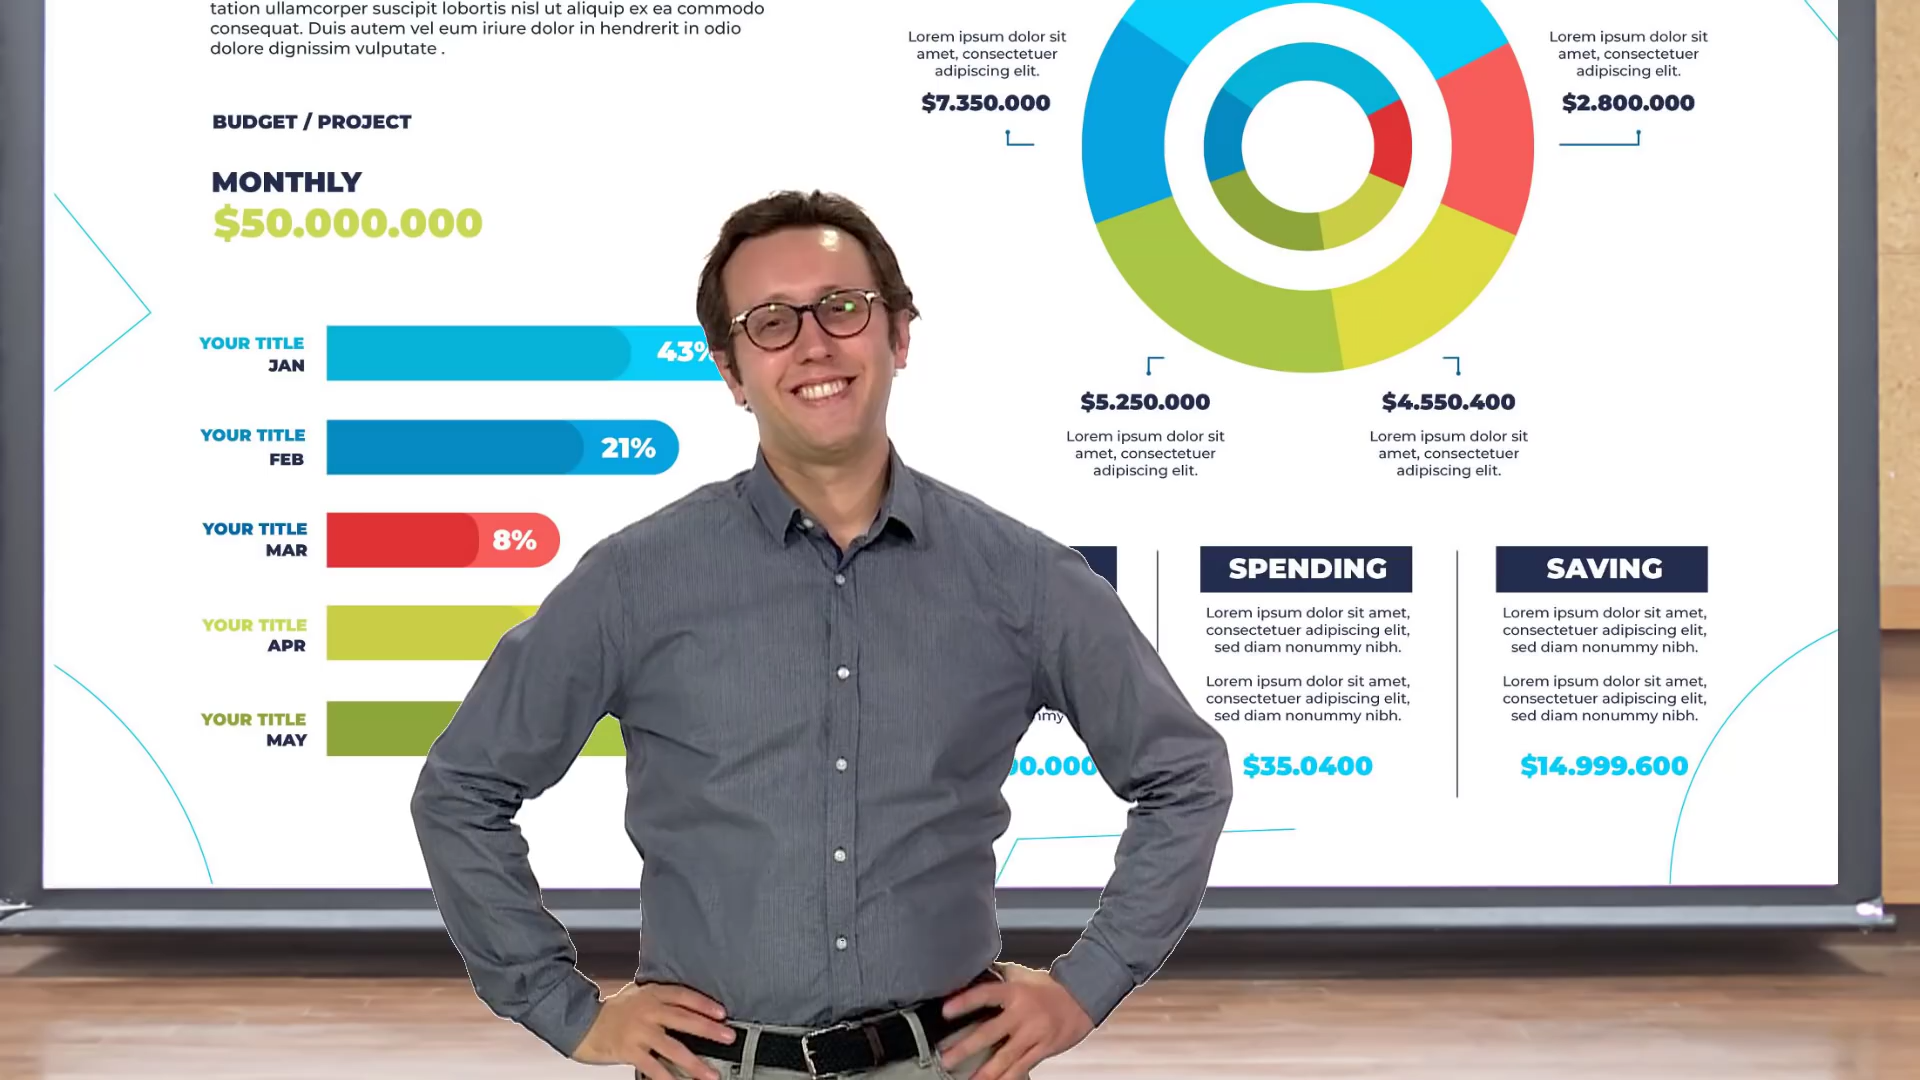 tation ullamcorper suscipit lobortis nisl ut aliquip ex ea commodo
consequat. Duis autem vel eum iriure dolor in hendrerit in odio
dolore dignissim vulputate .
BUDGET / PROJECT
MONTHLY
$50.000.000
YOUR TITLE
JAN
43%
YOUR TITLE
FEB
21%
YOUR TITLE
MAR
8%
YOUR TITLE
APR
YOUR TITLE
MAY
Lorem ipsum dolor sit
amet, consectetuer
adipiscing elit.
$7.350.000
Lorem ipsum dolor sit
amet, consectetuer
adipiscing elit.
$2.800.000
$5.250.000
Lorem ipsum dolor sit
amet, consectetuer
adipiscing elit.
$4.550.400
Lorem ipsum dolor sit
amet, consectetuer
adipiscing elit.
SPENDING
Lorem ipsum dolor sit amet,
consectetuer adipiscing elit,
sed diam nonummy nibh.
Lorem ipsum dolor sit amet,
consectetuer adipiscing elit,
sed diam nonummy nibh.
$35.0400
SAVING
Lorem ipsum dolor sit amet,
consectetuer adipiscing elit,
sed diam nonummy nibh.
Lorem ipsum dolor sit amet,
consectetuer adipiscing elit,
sed diam nonummy nibh.
$14.999.600